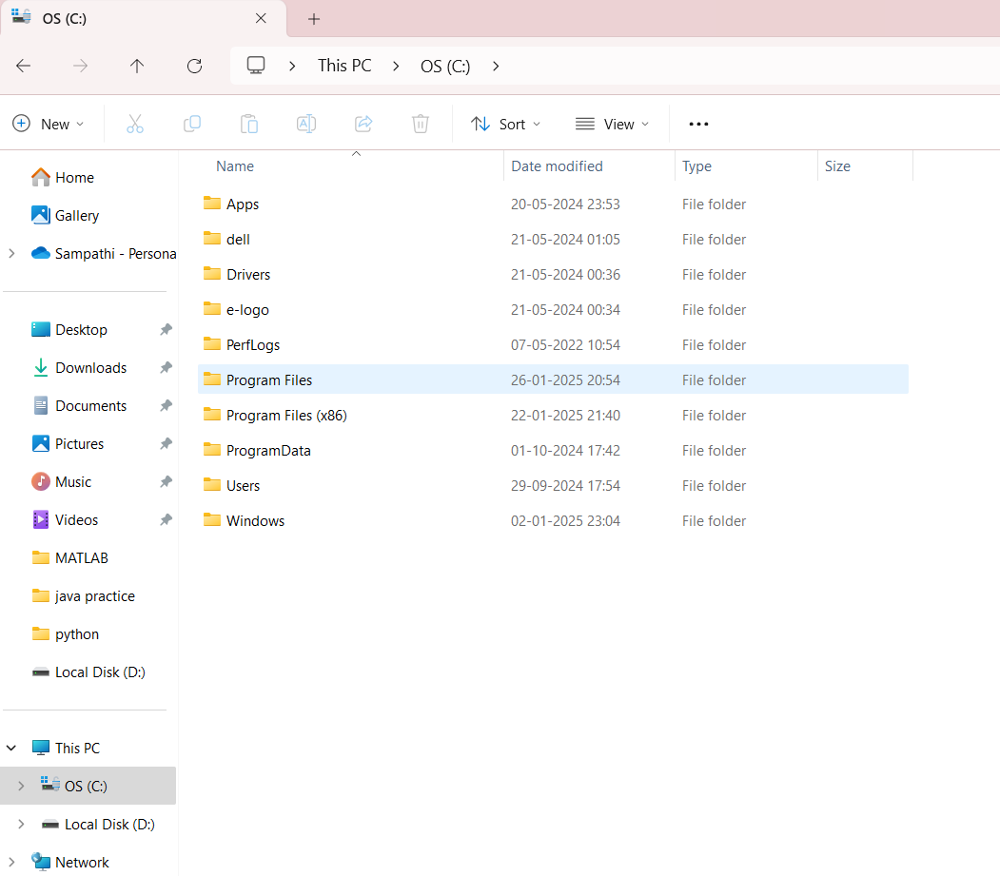 OS (C:)
This PC OS (C:)
New Sort View
Name Date modified Type Size
Home
Gallery
Sampathi - Persona
Desktop
Downloads
Documents
Pictures
Music
Videos
MATLAB
java practice
python
Local Disk (D:)
This PC
OS (C:)
Local Disk (D:)
Network
Apps 20-05-2024 23:53 File folder
dell 21-05-2024 01:05 File folder
Drivers 21-05-2024 00:36 File folder
e-logo 21-05-2024 00:34 File folder
PerfLogs 07-05-2022 10:54 File folder
Program Files 26-01-2025 20:54 File folder
Program Files (x86) 22-01-2025 21:40 File folder
ProgramData 01-10-2024 17:42 File folder
Users 29-09-2024 17:54 File folder
Windows 02-01-2025 23:04 File folder